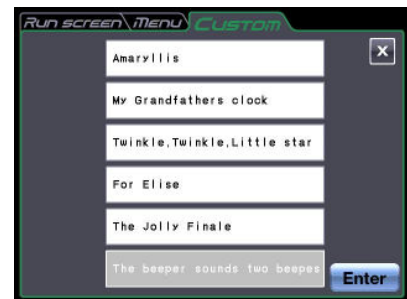 Run screen Menu Custom
X
Amaryllis
My Grandfathers clock
Twinkle,Twinkle,Little star
For Elise
The Jolly Finale
The beeper sounds two beepes
Enter